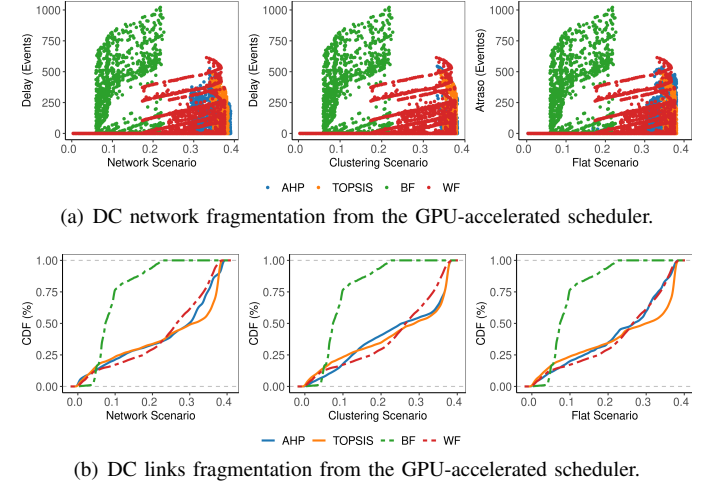 Delay (Events)
1000
750
500
250
0
0.0 0.1 0.2 0.3 0.4
Network Scenario
Delay (Events)
1000
750
500
250
0
0.0 0.1 0.2 0.3 0.4
Clustering Scenario
Atraso (Eventos)
1000
750
500
250
0
0.0 0.1 0.2 0.3 0.4
Flat Scenario
AHP TOPSIS BF WF
(a) DC network fragmentation from the GPU-accelerated scheduler.
CDF (%)
1.00
0.75
0.50
0.25
0.00
0.0 0.1 0.2 0.3 0.4
Network Scenario
CDF (%)
1.00
0.75
0.50
0.25
0.00
0.0 0.1 0.2 0.3 0.4
Clustering Scenario
CDF (%)
1.00
0.75
0.50
0.25
0.00
0.0 0.1 0.2 0.3 0.4
Flat Scenario
AHP TOPSIS BF WF
(b) DC links fragmentation from the GPU-accelerated scheduler.